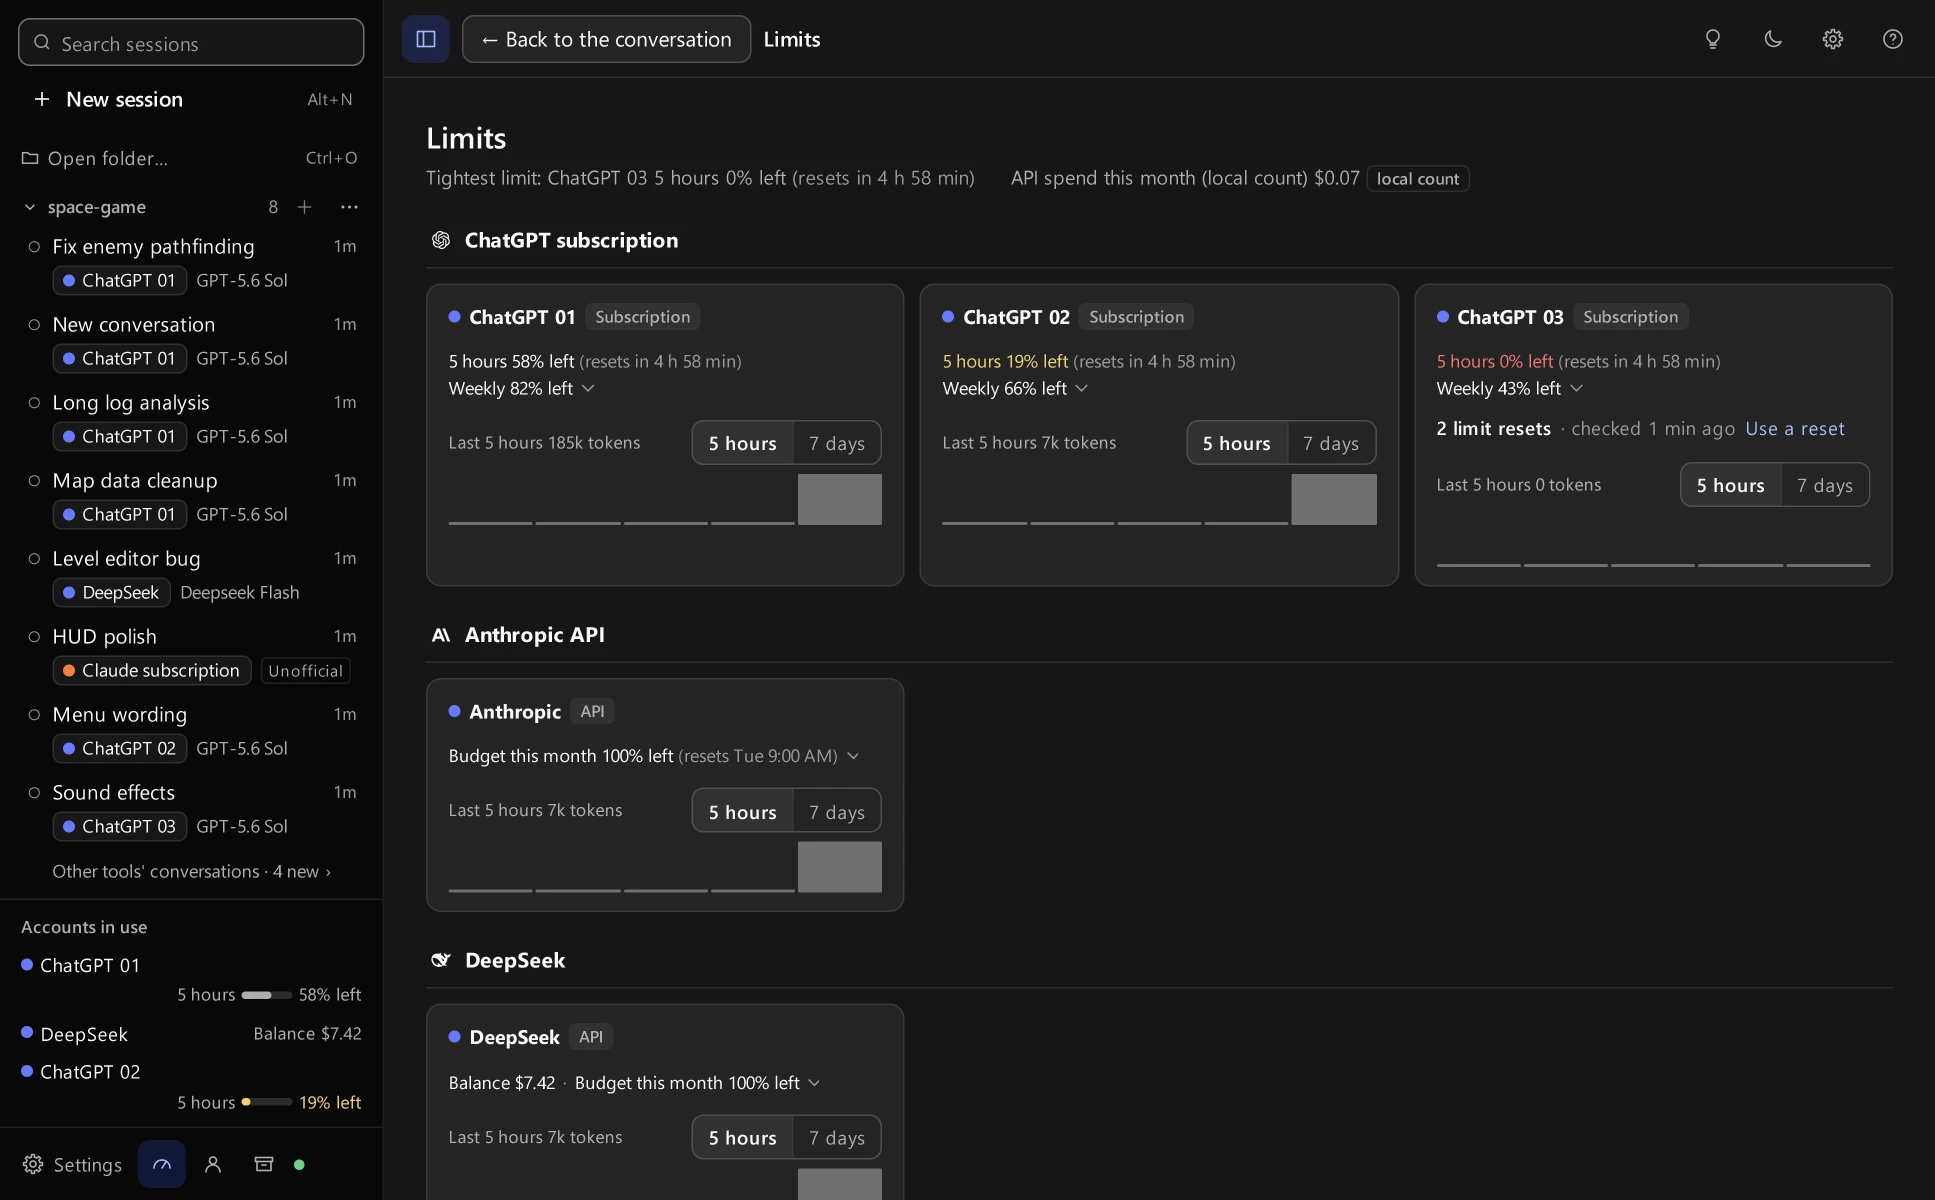 Search sessions
New session Alt+N
Open folder... Ctrl+O
space-game 8
Fix enemy pathfinding 1m
ChatGPT 01 GPT-5.6 Sol
New conversation 1m
ChatGPT 01 GPT-5.6 Sol
Long log analysis 1m
ChatGPT 01 GPT-5.6 Sol
Map data cleanup 1m
ChatGPT 01 GPT-5.6 Sol
Level editor bug 1m
DeepSeek Deepseek Flash
HUD polish 1m
Claude subscription Unofficial
Menu wording 1m
ChatGPT 02 GPT-5.6 Sol
Sound effects 1m
ChatGPT 03 GPT-5.6 Sol
Other tools' conversations · 4 new ›
Accounts in use
ChatGPT 01
5 hours 58% left
DeepSeek Balance $7.42
ChatGPT 02
5 hours 19% left
Settings
← Back to the conversation Limits
Limits
Tightest limit: ChatGPT 03 5 hours 0% left (resets in 4 h 58 min) API spend this month (local count) $0.07 local count
ChatGPT subscription
ChatGPT 01 Subscription
5 hours 58% left (resets in 4 h 58 min)
Weekly 82% left
Last 5 hours 185k tokens 5 hours 7 days
ChatGPT 02 Subscription
5 hours 19% left (resets in 4 h 58 min)
Weekly 66% left
Last 5 hours 7k tokens 5 hours 7 days
ChatGPT 03 Subscription
5 hours 0% left (resets in 4 h 58 min)
Weekly 43% left
2 limit resets · checked 1 min ago Use a reset
Last 5 hours 0 tokens 5 hours 7 days
Anthropic API
Anthropic API
Budget this month 100% left (resets Tue 9:00 AM)
Last 5 hours 7k tokens 5 hours 7 days
DeepSeek
DeepSeek API
Balance $7.42 · Budget this month 100% left
Last 5 hours 7k tokens 5 hours 7 days